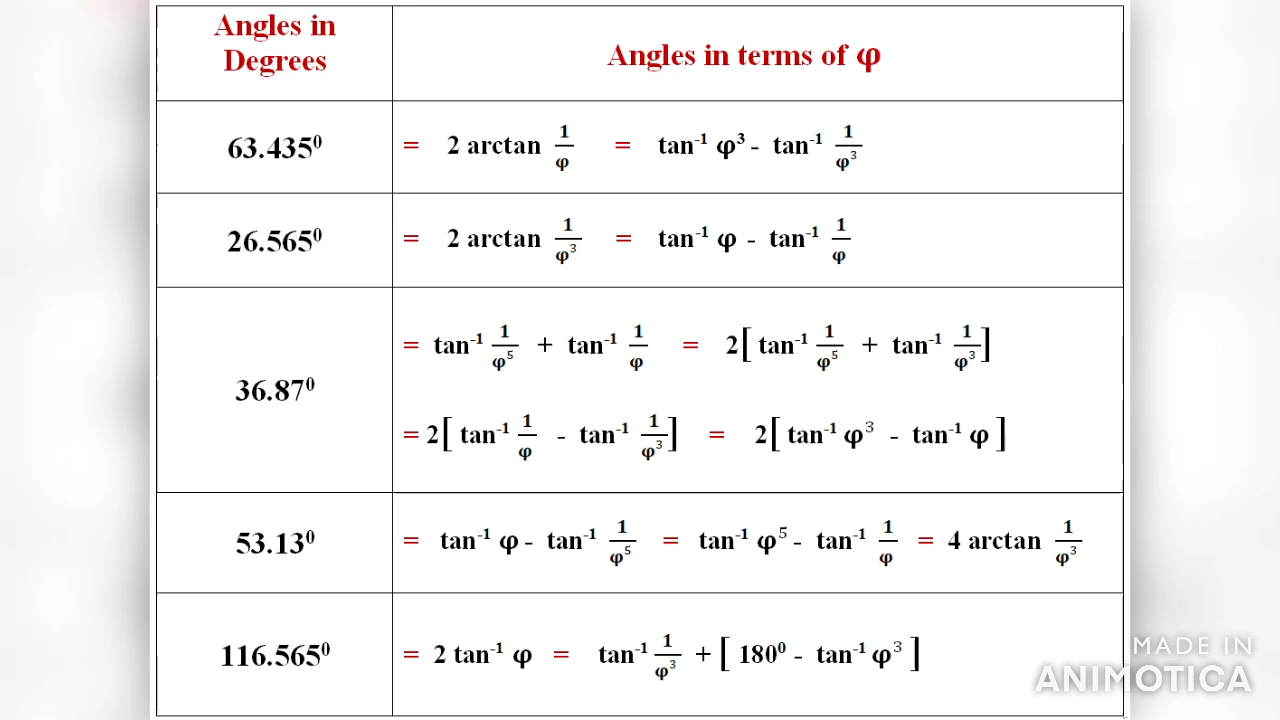 Angles in Degrees
Angles in terms of φ
63.435⁰
= 2 arctan 1/φ = tan⁻¹ φ³ - tan⁻¹ 1/φ³
26.565⁰
= 2 arctan 1/φ³ = tan⁻¹ φ - tan⁻¹ 1/φ
36.87⁰
= tan⁻¹ 1/φ⁵ + tan⁻¹ 1/φ = 2[ tan⁻¹ 1/φ⁵ + tan⁻¹ 1/φ³ ]
= 2[ tan⁻¹ 1/φ - tan⁻¹ 1/φ³ ] = 2[ tan⁻¹ φ³ - tan⁻¹ φ ]
53.13⁰
= tan⁻¹ φ - tan⁻¹ 1/φ⁵ = tan⁻¹ φ⁵ - tan⁻¹ 1/φ = 4 arctan 1/φ³
116.565⁰
= 2 tan⁻¹ φ = tan⁻¹ 1/φ³ + [ 180⁰ - tan⁻¹ φ³ ]
MADE IN
ANIMOTICA